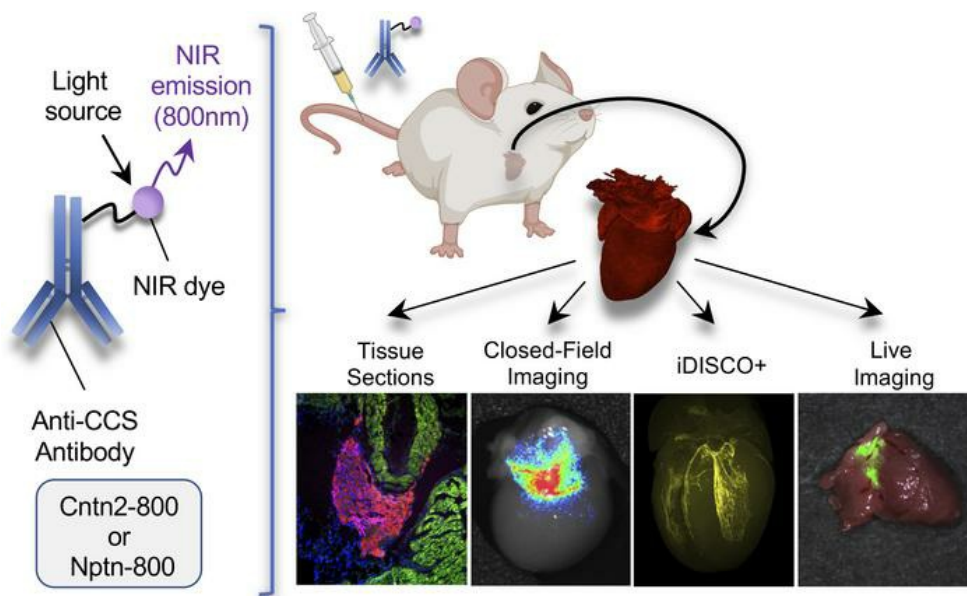 NIR
emission
(800nm)
Light
source
NIR dye
Anti-CCS
Antibody
Cntn2-800
or
Nptn-800
Tissue
Sections
Closed-Field
Imaging
iDISCO+
Live
Imaging